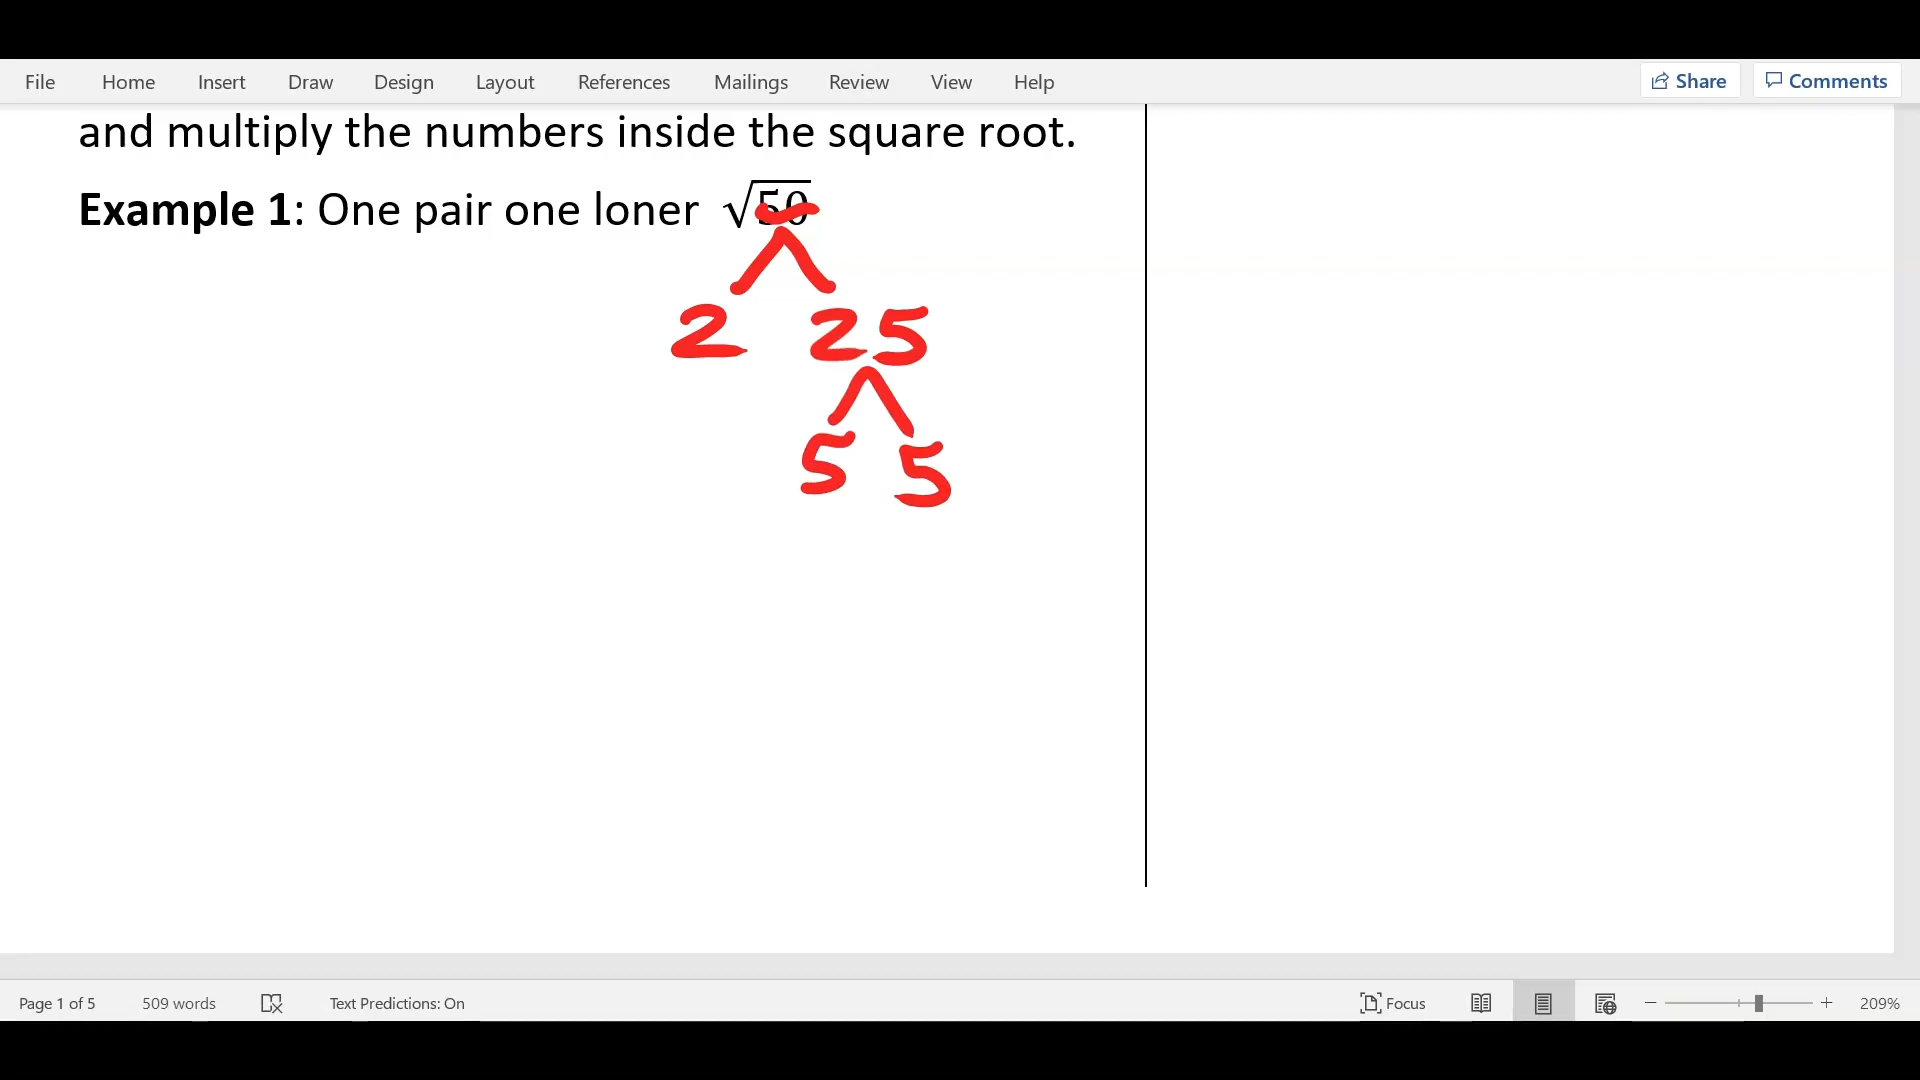 File Home Insert Draw Design Layout References Mailings Review View Help Share Comments
and multiply the numbers inside the square root.
Example 1: One pair one loner √50
2 25
5 5
Page 1 of 5 509 words Text Predictions: On Focus 209%